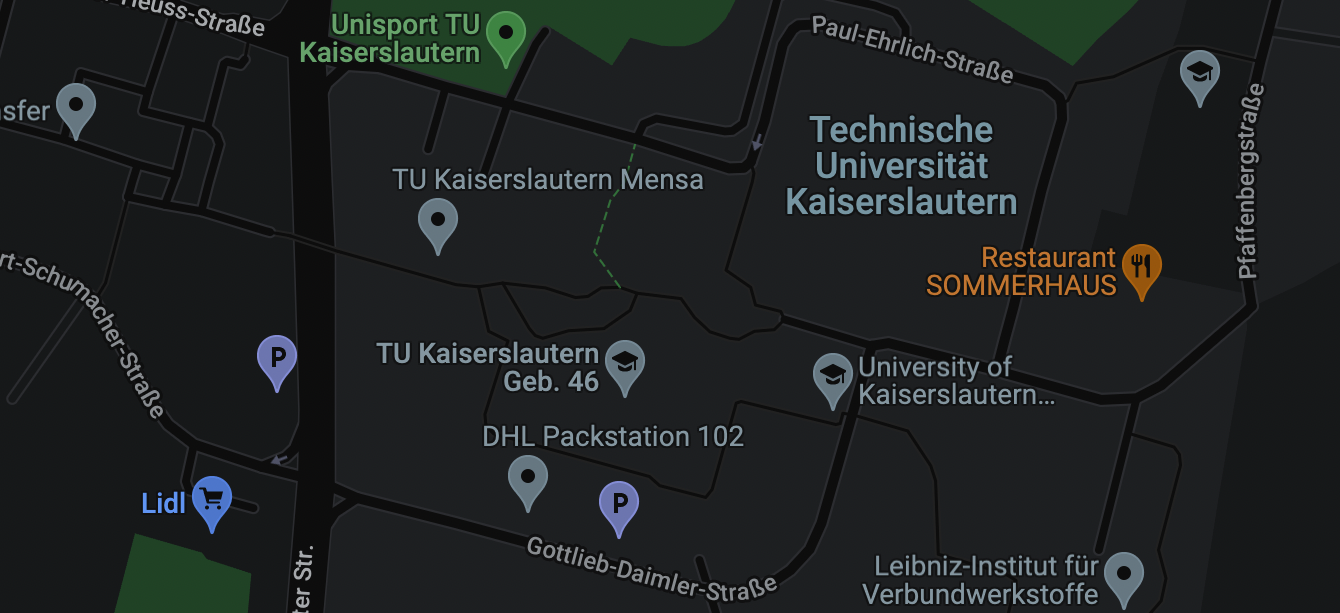 heuss-Straße
Unisport TU
Kaiserslautern
Paul-Ehrlich-Straße
sfer
Technische
Universität
Kaiserslautern
Pfaffenbergstraße
TU Kaiserslautern Mensa
Restaurant
SOMMERHAUS
rt-Schumacher-Straße
P
TU Kaiserslautern
Geb. 46
University of
Kaiserslautern...
DHL Packstation 102
Lidl
P
Gottlieb-Daimler-Straße
ter Str.
Leibniz-Institut für
Verbundwerkstoffe